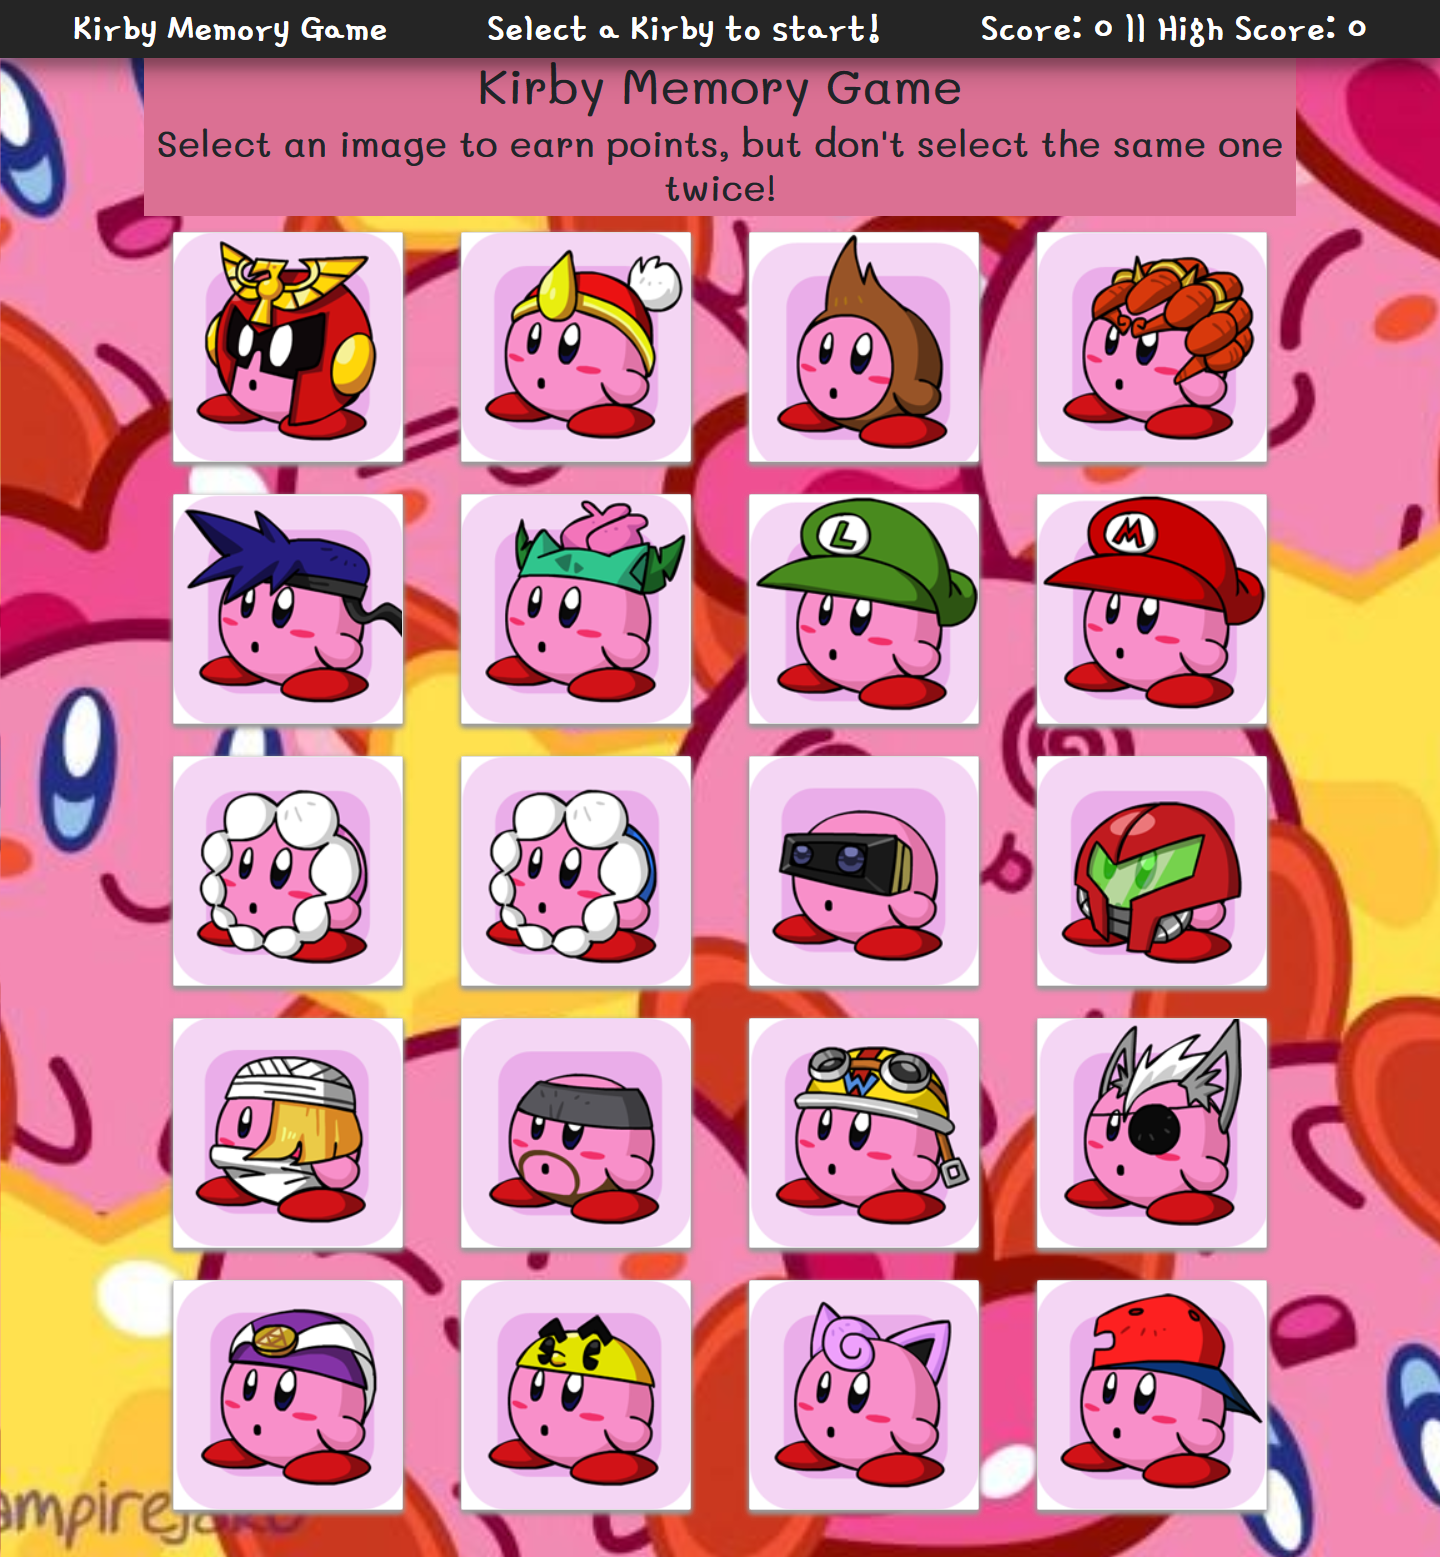 Kirby Memory Game
Select a Kirby to start!
Score: 0 || High Score: 0
Kirby Memory Game
Select an image to earn points, but don't select the same one
twice!
L
M
W